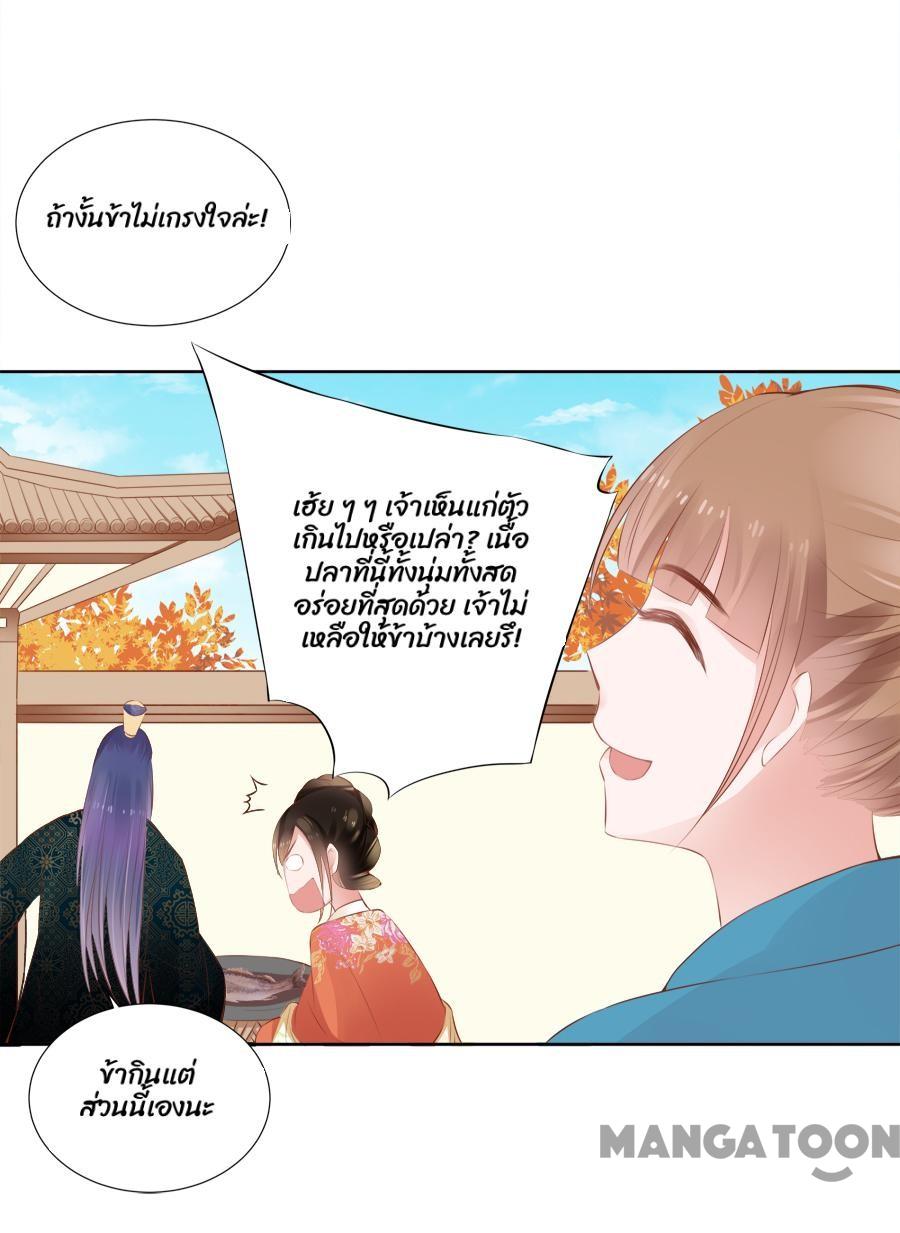 ถ้างั้นข้าไม่เกรงใจล่ะ!
เฮ้ย ๆ ๆ เจ้าเห็นแก่ตัว
เกินไปหรือเปล่า? เนื้อ
ปลาที่นี้ทั้งนุ่มทั้งสด
อร่อยที่สุดด้วย เจ้าไม่
เหลือให้ข้าบ้างเลยรึ!
ข้ากินแต่
ส่วนนี้เองนะ
MANGATOON